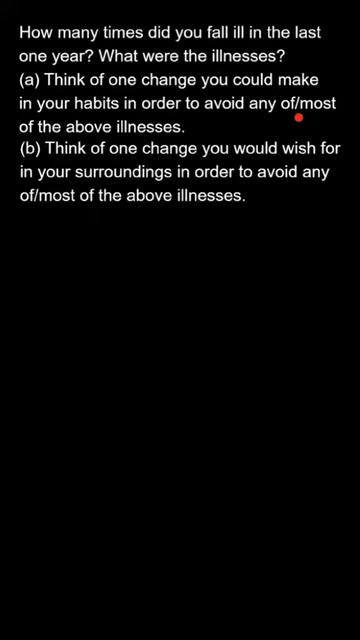 How many times did you fall ill in the last
one year? What were the illnesses?
(a) Think of one change you could make
in your habits in order to avoid any of/most
of the above illnesses.
(b) Think of one change you would wish for
in your surroundings in order to avoid any
of/most of the above illnesses.